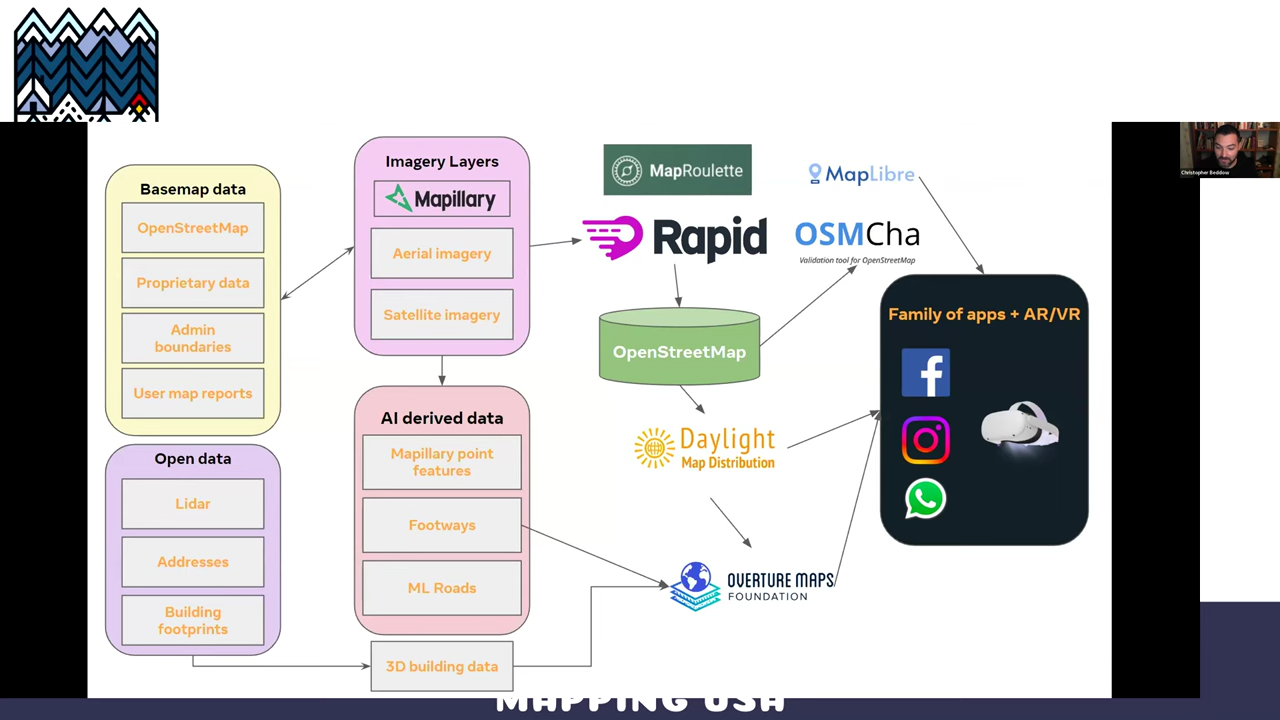 Basemap data
OpenStreetMap
Proprietary data
Admin
boundaries
User map reports
Open data
Lidar
Addresses
Building
footprints
Imagery Layers
Mapillary
Aerial imagery
Satellite imagery
AI derived data
Mapillary point
features
Footways
ML Roads
3D building data
MapRoulette
Rapid
OpenStreetMap
Daylight
Map Distribution
OVERTURE MAPS
FOUNDATION
MapLibre
OSMCha
Validation tool for OpenStreetMap
Family of apps + AR/VR
Christopher Beddow
MAPPING USA